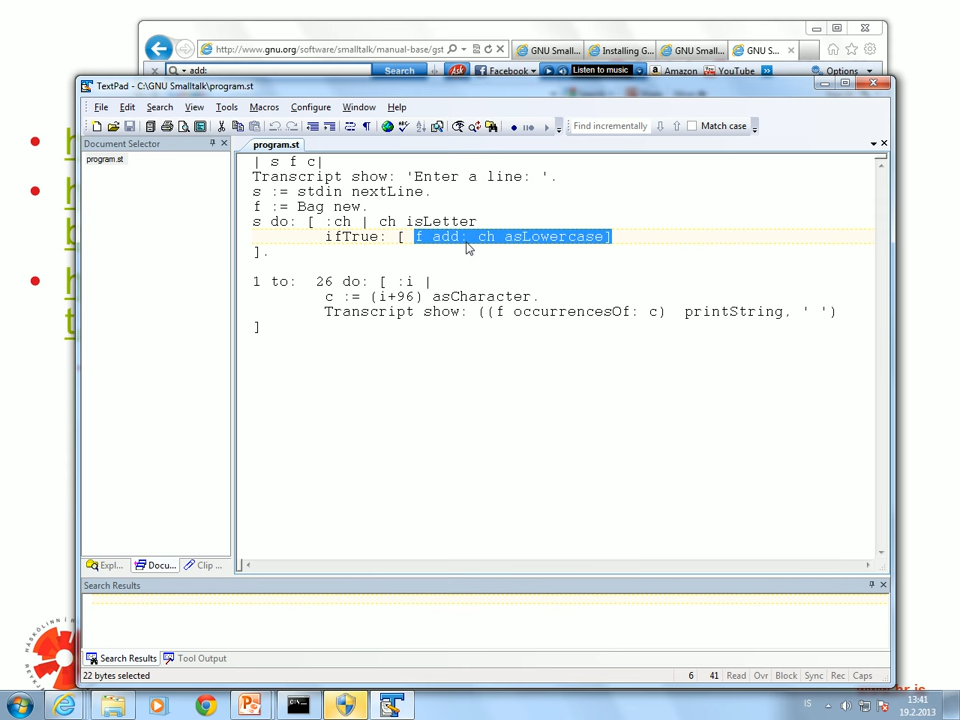 http://www.gnu.org/software/smalltalk/manual-base/gst
GNU Small...
Installing G...
GNU Small...
GNU S...
add:
Search
Ask
Facebook
Listen to music
Amazon
YouTube
»
Options
TextPad - C:\GNU Smalltalk\program.st
File Edit Search View Tools Macros Configure Window Help
Find incrementally
Match case
Document Selector
program.st
program.st
| s f c|
Transcript show: 'Enter a line: '.
s := stdin nextLine.
f := Bag new.
s do: [ :ch | ch isLetter
ifTrue: [ f add: ch asLowercase]
].
1 to:  26 do: [ :i |
c := (i+96) asCharacter.
Transcript show: ((f occurrencesOf: c)  printString, ' ')
]
Expl...
Docu...
Clip ...
Search Results
Search Results
Tool Output
22 bytes selected
6
41
Read
Ovr
Block
Sync
Rec
Caps
IS
13:41
19.2.2013